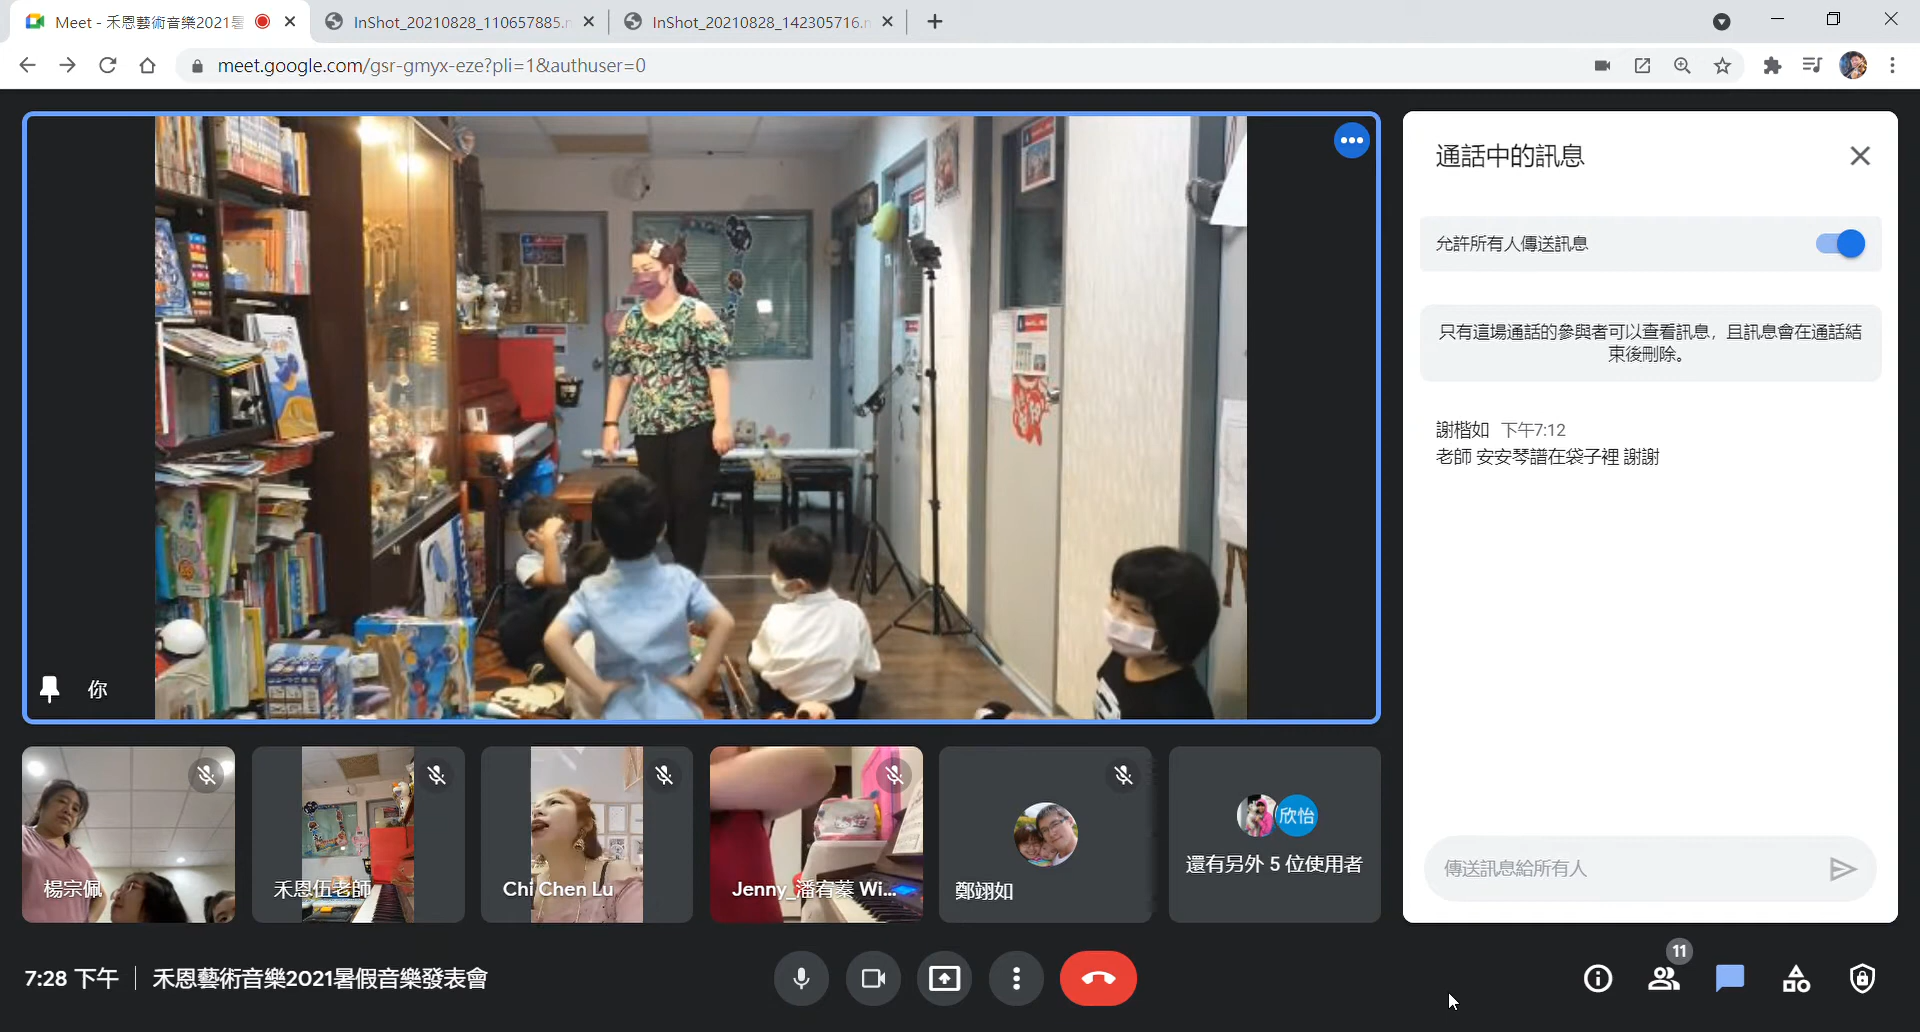 Meet - 禾恩藝術音樂2021暑
InShot_20210828_110657885.m
InShot_20210828_142305716.m
meet.google.com/gsr-gmyx-eze?pli=1&authuser=0
你
通話中的訊息
允許所有人傳送訊息
只有這場通話的參與者可以查看訊息，且訊息會在通話結
束後刪除。
謝楷如 下午7:12
老師 安安琴譜在袋子裡 謝謝
傳送訊息給所有人
楊宗佩
禾恩伍老師
Chi Chen Lu
Jenny_潘宥蓁 Wi...
鄭翊如
欣怡
還有另外 5 位使用者
7:28 下午
禾恩藝術音樂2021暑假音樂發表會
11